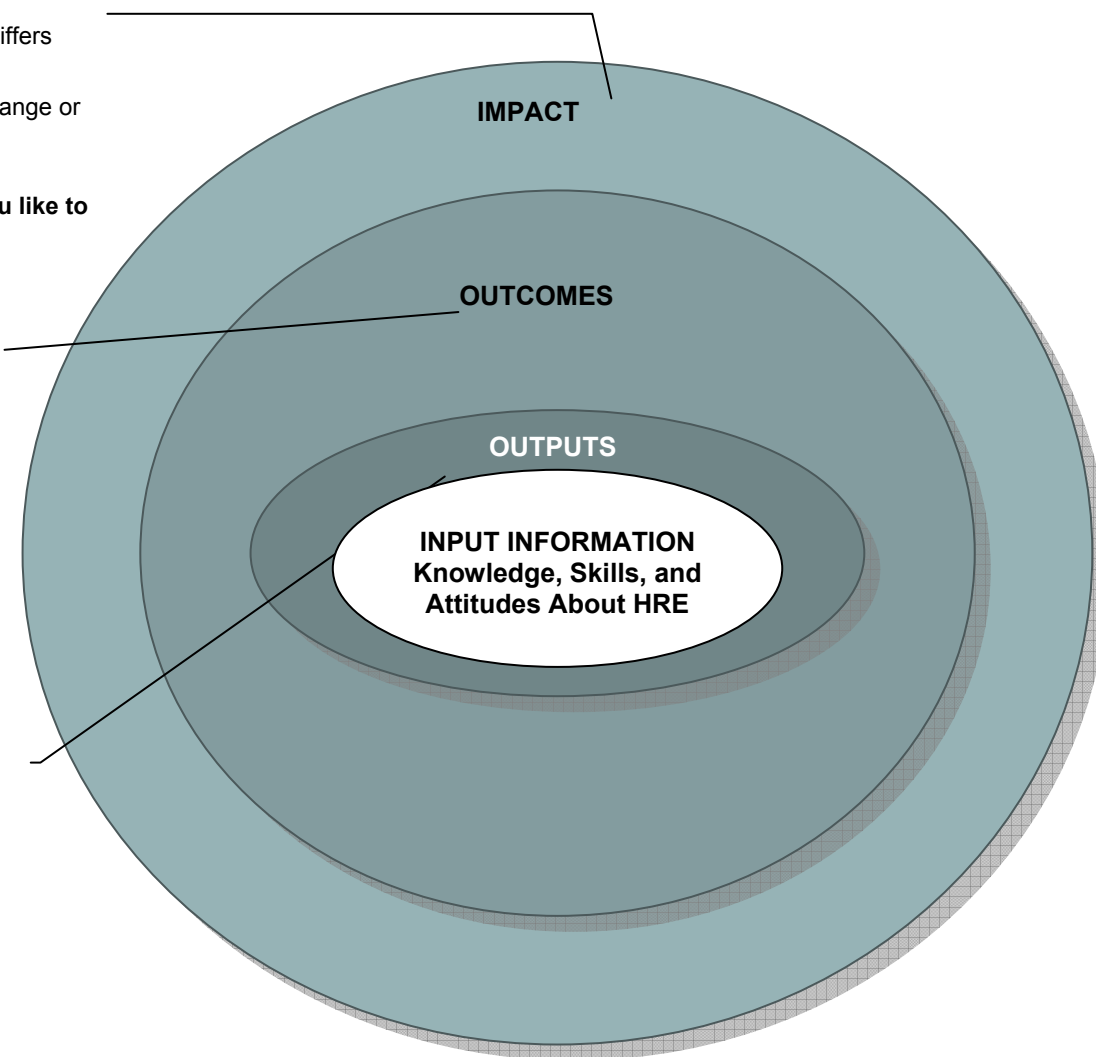 iffers
ange or
IMPACT
u like to
OUTCOMES
OUTPUTS
INPUT INFORMATION
Knowledge, Skills, and
Attitudes About HRE